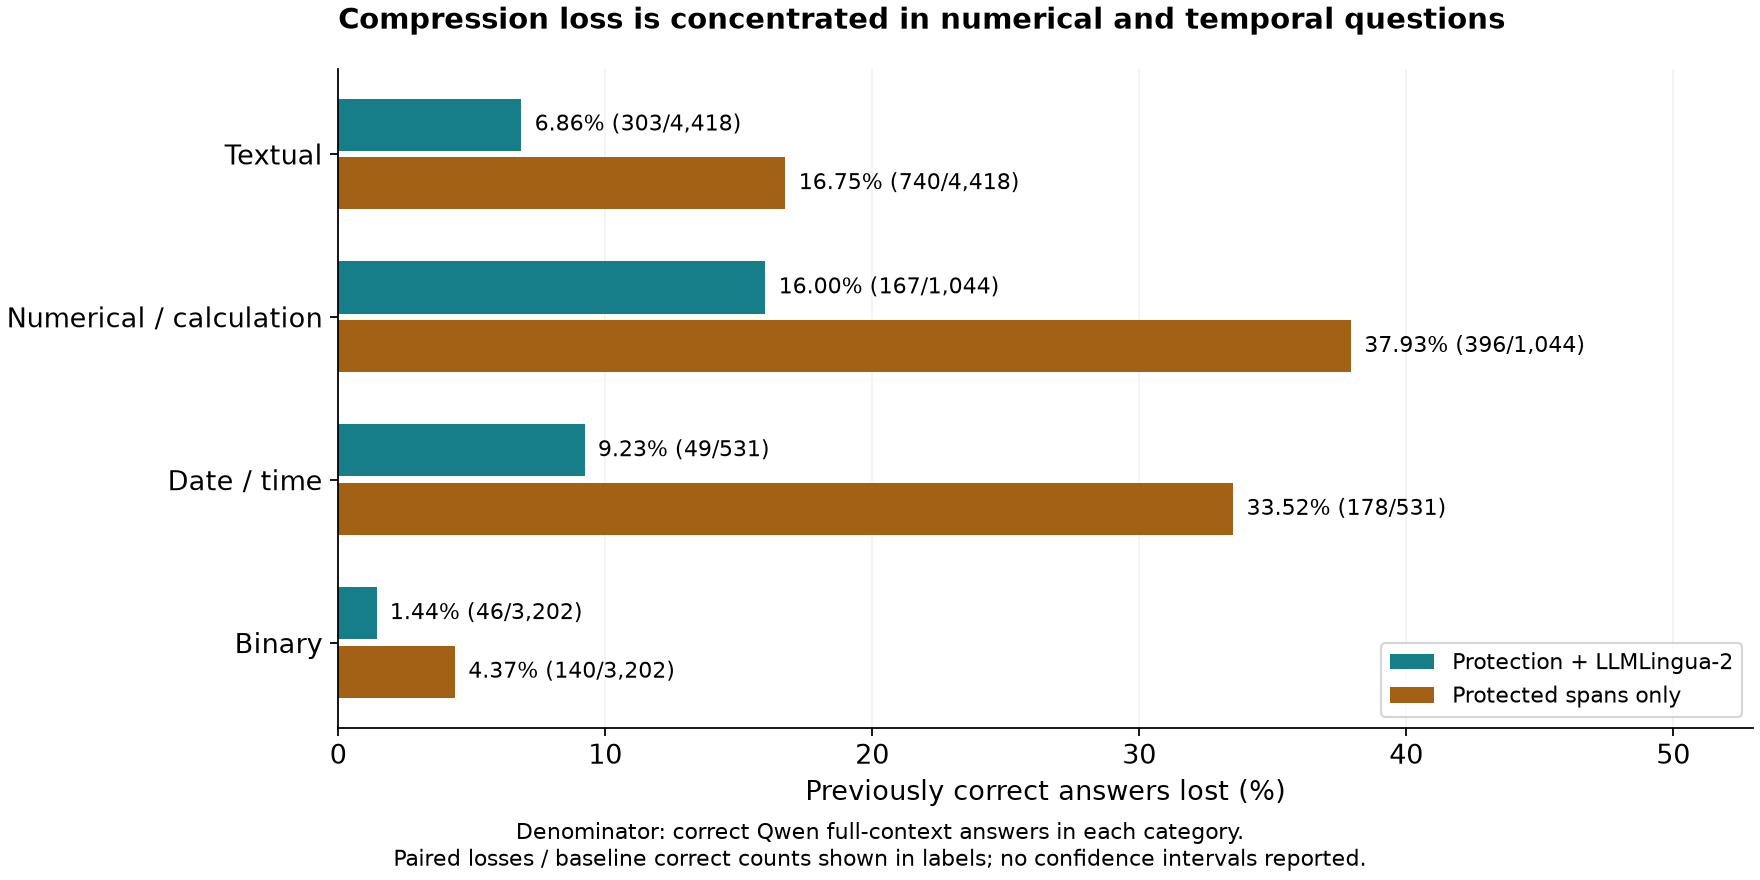 Compression loss is concentrated in numerical and temporal questions
Textual
6.86% (303/4,418)
16.75% (740/4,418)
Numerical / calculation
16.00% (167/1,044)
37.93% (396/1,044)
Date / time
9.23% (49/531)
33.52% (178/531)
Binary
1.44% (46/3,202)
4.37% (140/3,202)
Protection + LLMLingua-2
Protected spans only
0 10 20 30 40 50
Previously correct answers lost (%)
Denominator: correct Qwen full-context answers in each category.
Paired losses / baseline correct counts shown in labels; no confidence intervals reported.